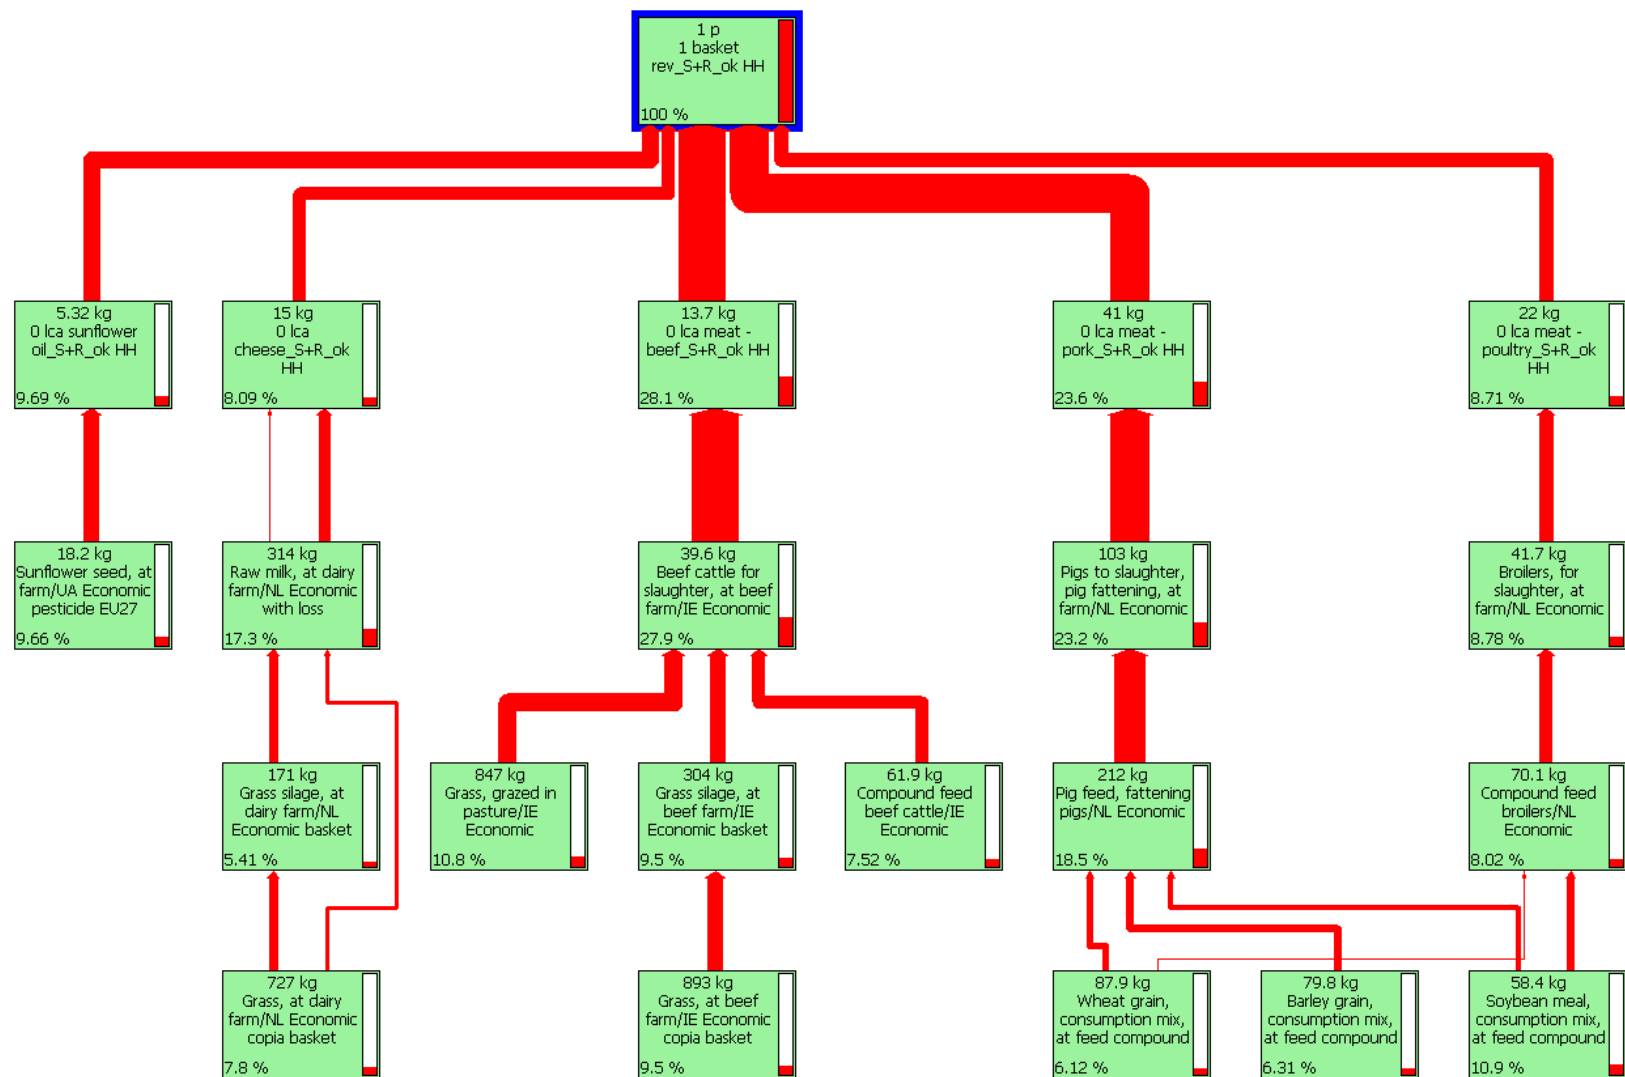 1 p
1 basket
rev_S+R_ok HH
100 %
5.32 kg
0 lca sunflower
oil_S+R_ok HH
9.69 %
15 kg
0 lca
cheese_S+R_ok
HH
8.09 %
13.7 kg
0 lca meat -
beef_S+R_ok HH
28.1 %
41 kg
0 lca meat -
pork_S+R_ok HH
23.6 %
22 kg
0 lca meat -
poultry_S+R_ok
HH
8.71 %
18.2 kg
Sunflower seed, at
farm/UA Economic
pesticide EU27
9.66 %
314 kg
Raw milk, at dairy
farm/NL Economic
with loss
17.3 %
39.6 kg
Beef cattle for
slaughter, at beef
farm/IE Economic
27.9 %
103 kg
Pigs to slaughter,
pig fattening, at
farm/NL Economic
23.2 %
41.7 kg
Broilers, for
slaughter, at
farm/NL Economic
8.78 %
171 kg
Grass silage, at
dairy farm/NL
Economic basket
5.41 %
847 kg
Grass, grazed in
pasture/IE
Economic
10.8 %
304 kg
Grass silage, at
beef farm/IE
Economic basket
9.5 %
61.9 kg
Compound feed
beef cattle/IE
Economic
7.52 %
212 kg
Pig feed, fattening
pigs/NL Economic
18.5 %
70.1 kg
Compound feed
broilers/NL
Economic
8.02 %
727 kg
Grass, at dairy
farm/NL Economic
copia basket
7.8 %
893 kg
Grass, at beef
farm/IE Economic
copia basket
9.5 %
87.9 kg
Wheat grain,
consumption mix,
at feed compound
6.12 %
79.8 kg
Barley grain,
consumption mix,
at feed compound
6.31 %
58.4 kg
Soybean meal,
consumption mix,
at feed compound
10.9 %